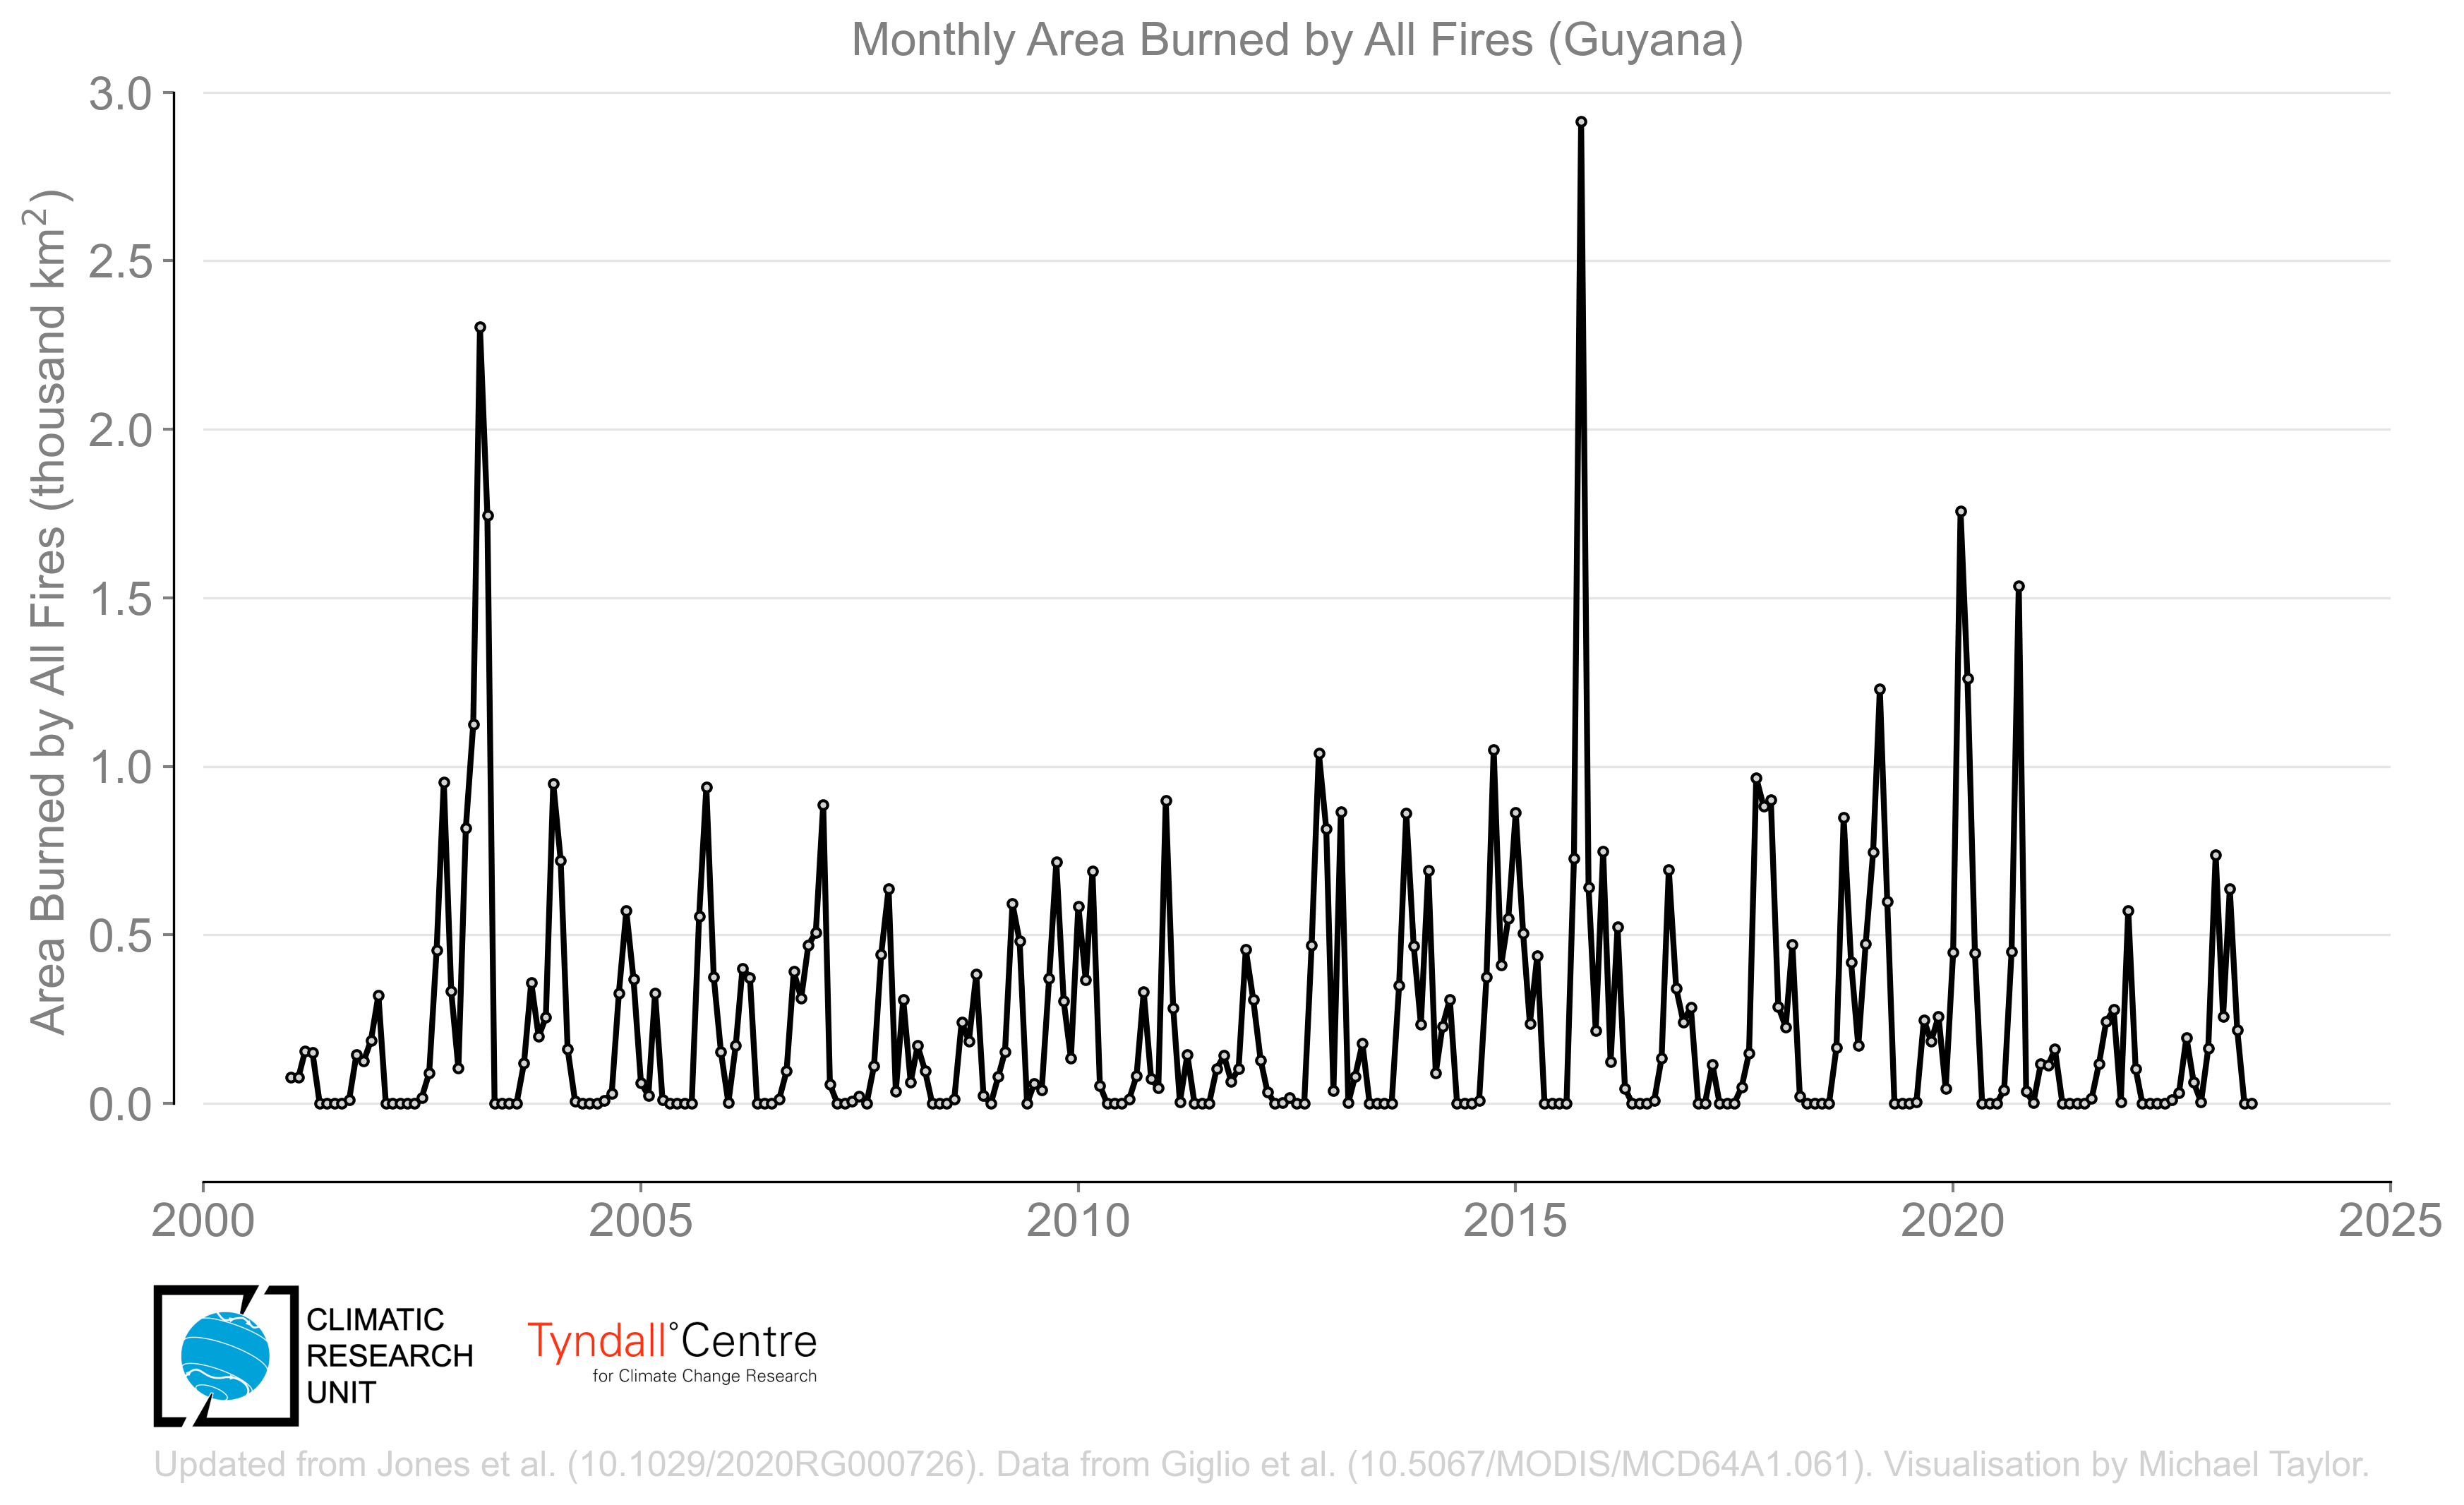 Monthly Area Burned by All Fires (Guyana)
Area Burned by All Fires (thousand km²)
3.0
2.5
2.0
1.5
1.0
0.5
0.0
2000 2005 2010 2015 2020 2025
CLIMATIC
RESEARCH
UNIT
Tyndall°Centre
for Climate Change Research
Updated from Jones et al. (10.1029/2020RG000726). Data from Giglio et al. (10.5067/MODIS/MCD64A1.061). Visualisation by Michael Taylor.